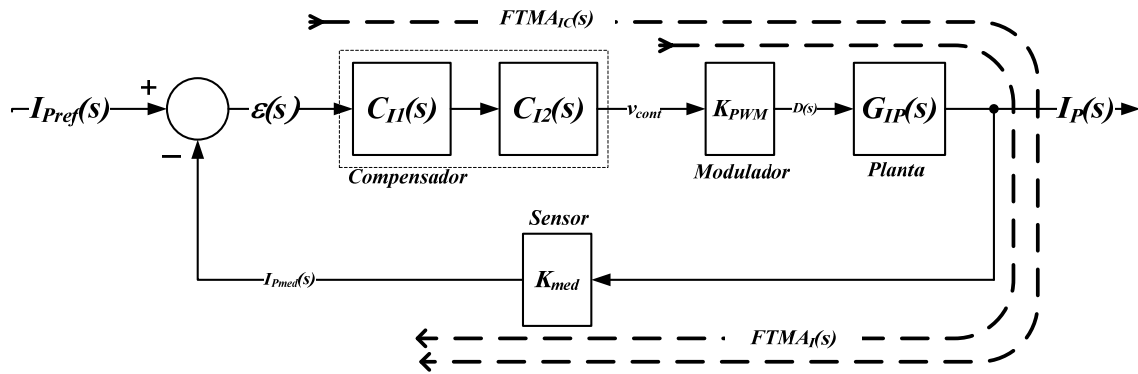 FTMA_IC(s)
I_Pref(s)
+
ε(s)
C_I1(s)
C_I2(s)
v_cont
K_PWM
D(s)
G_IP(s)
I_P(s)
−
Compensador
Modulador
Planta
Sensor
I_Pmed(s)
K_med
FTMA_I(s)